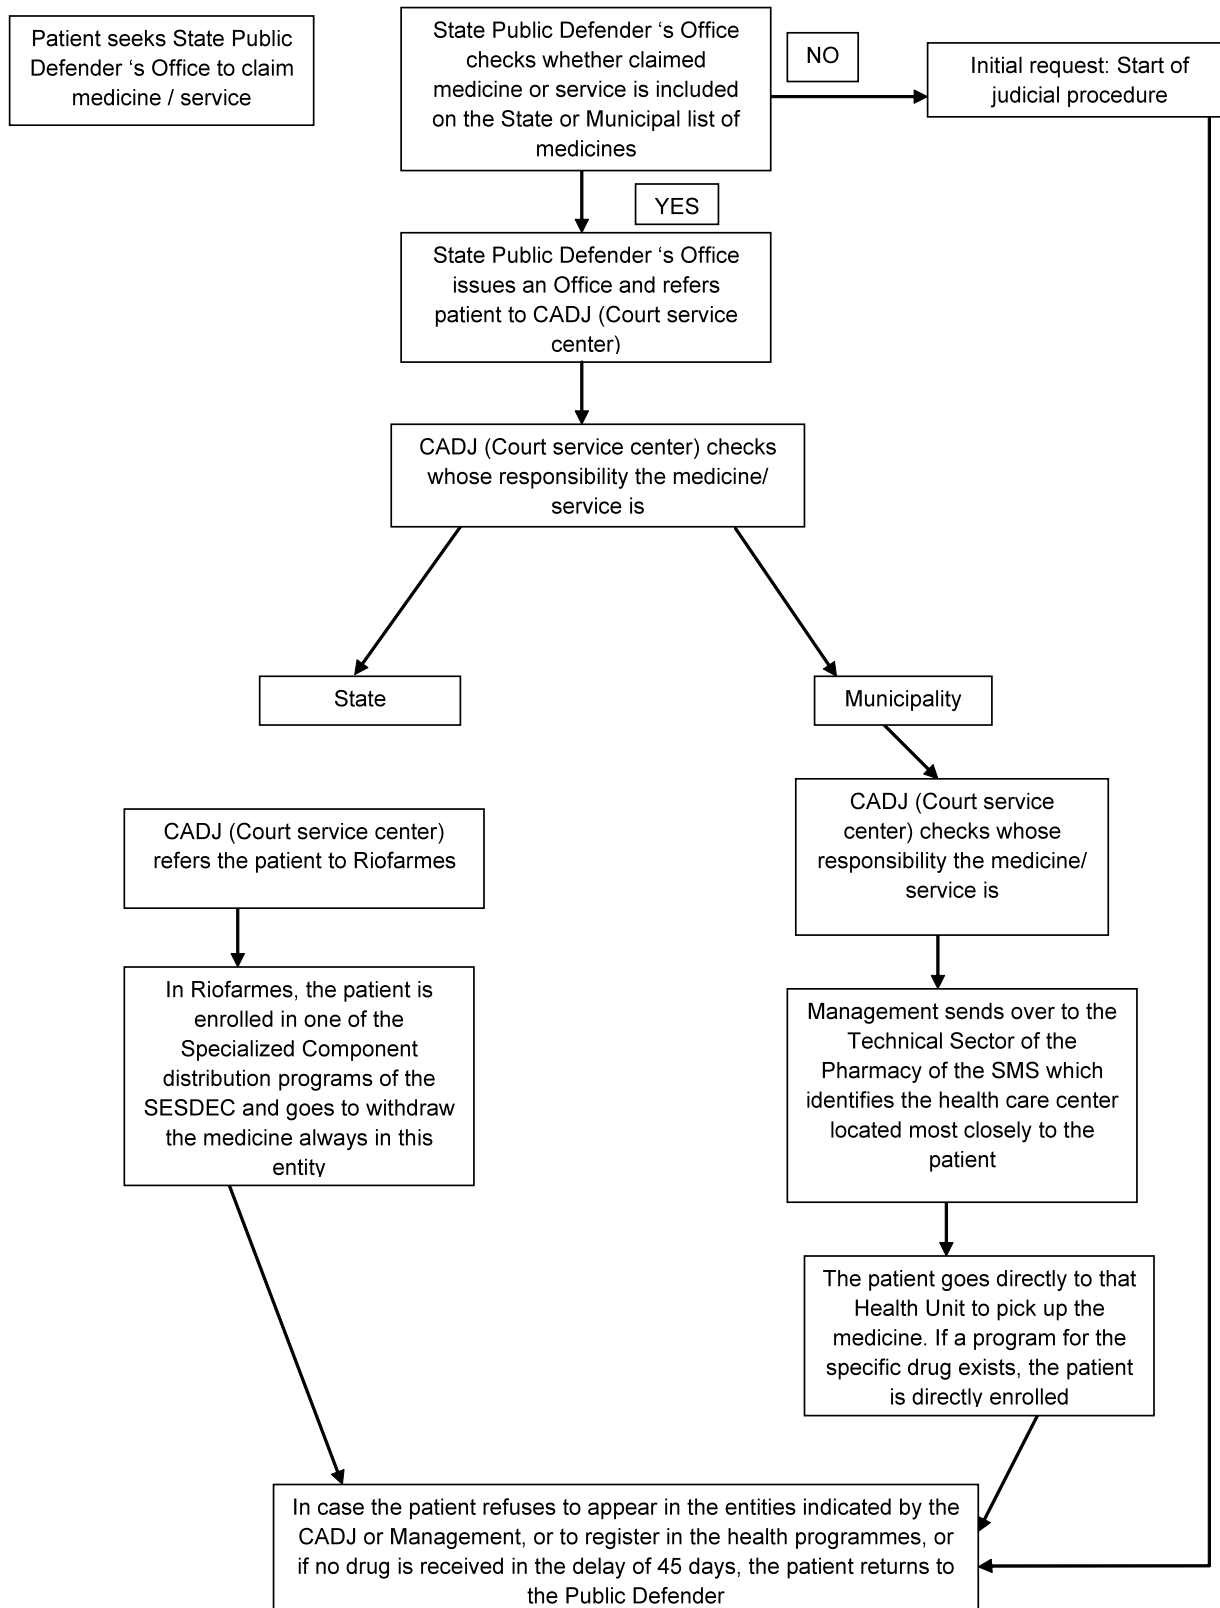 Patient seeks State Public
Defender ‘s Office to claim
medicine / service
State Public Defender ‘s Office
checks whether claimed
medicine or service is included
on the State or Municipal list of
medicines
NO
Initial request: Start of
judicial procedure
YES
State Public Defender ‘s Office
issues an Office and refers
patient to CADJ (Court service
center)
CADJ (Court service center) checks
whose responsibility the medicine/
service is
State
Municipality
CADJ (Court service center)
refers the patient to Riofarmes
CADJ (Court service
center) checks whose
responsibility the medicine/
service is
In Riofarmes, the patient is
enrolled in one of the
Specialized Component
distribution programs of the
SESDEC and goes to withdraw
the medicine always in this
entity
Management sends over to the
Technical Sector of the
Pharmacy of the SMS which
identifies the health care center
located most closely to the
patient
The patient goes directly to that
Health Unit to pick up the
medicine. If a program for the
specific drug exists, the patient
is directly enrolled
In case the patient refuses to appear in the entities indicated by the
CADJ or Management, or to register in the health programmes, or
if no drug is received in the delay of 45 days, the patient returns to
the Public Defender